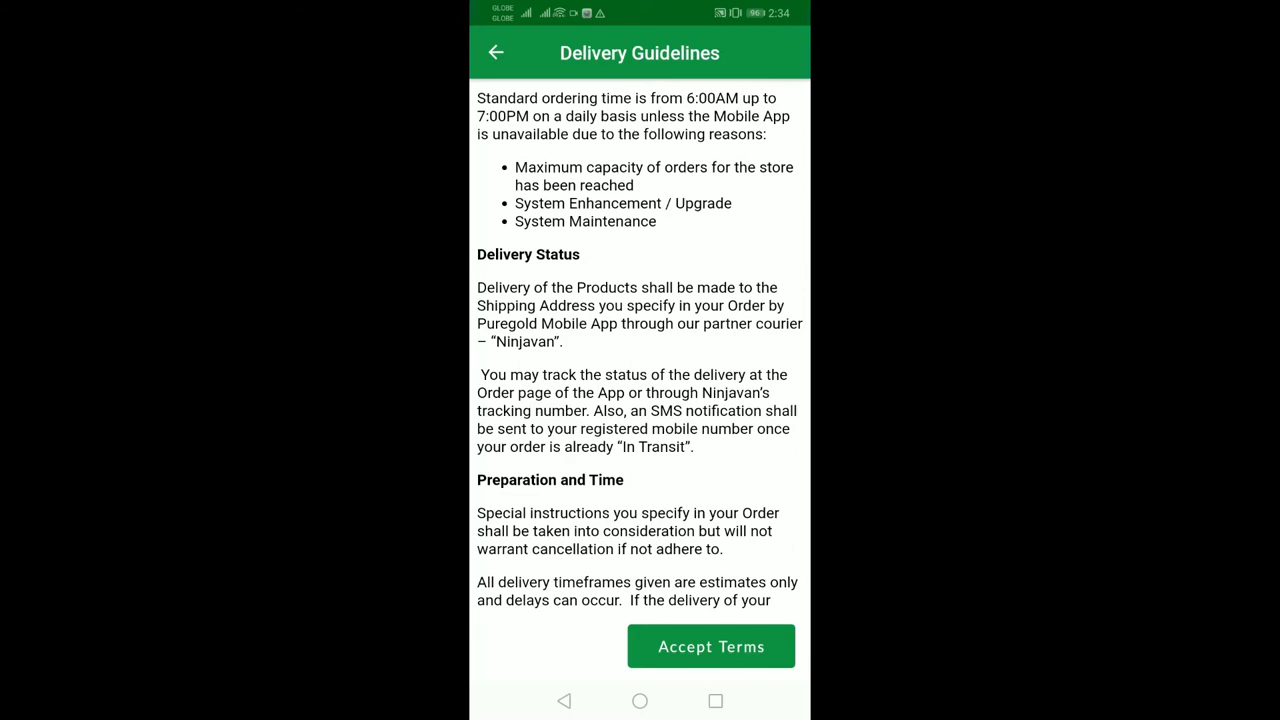 GLOBE
GLOBE
96
2:34
Delivery Guidelines
Standard ordering time is from 6:00AM up to
7:00PM on a daily basis unless the Mobile App
is unavailable due to the following reasons:
• Maximum capacity of orders for the store
has been reached
• System Enhancement / Upgrade
• System Maintenance
Delivery Status
Delivery of the Products shall be made to the
Shipping Address you specify in your Order by
Puregold Mobile App through our partner courier
– “Ninjavan”.
You may track the status of the delivery at the
Order page of the App or through Ninjavan’s
tracking number. Also, an SMS notification shall
be sent to your registered mobile number once
your order is already “In Transit”.
Preparation and Time
Special instructions you specify in your Order
shall be taken into consideration but will not
warrant cancellation if not adhere to.
All delivery timeframes given are estimates only
and delays can occur.  If the delivery of your
Accept Terms